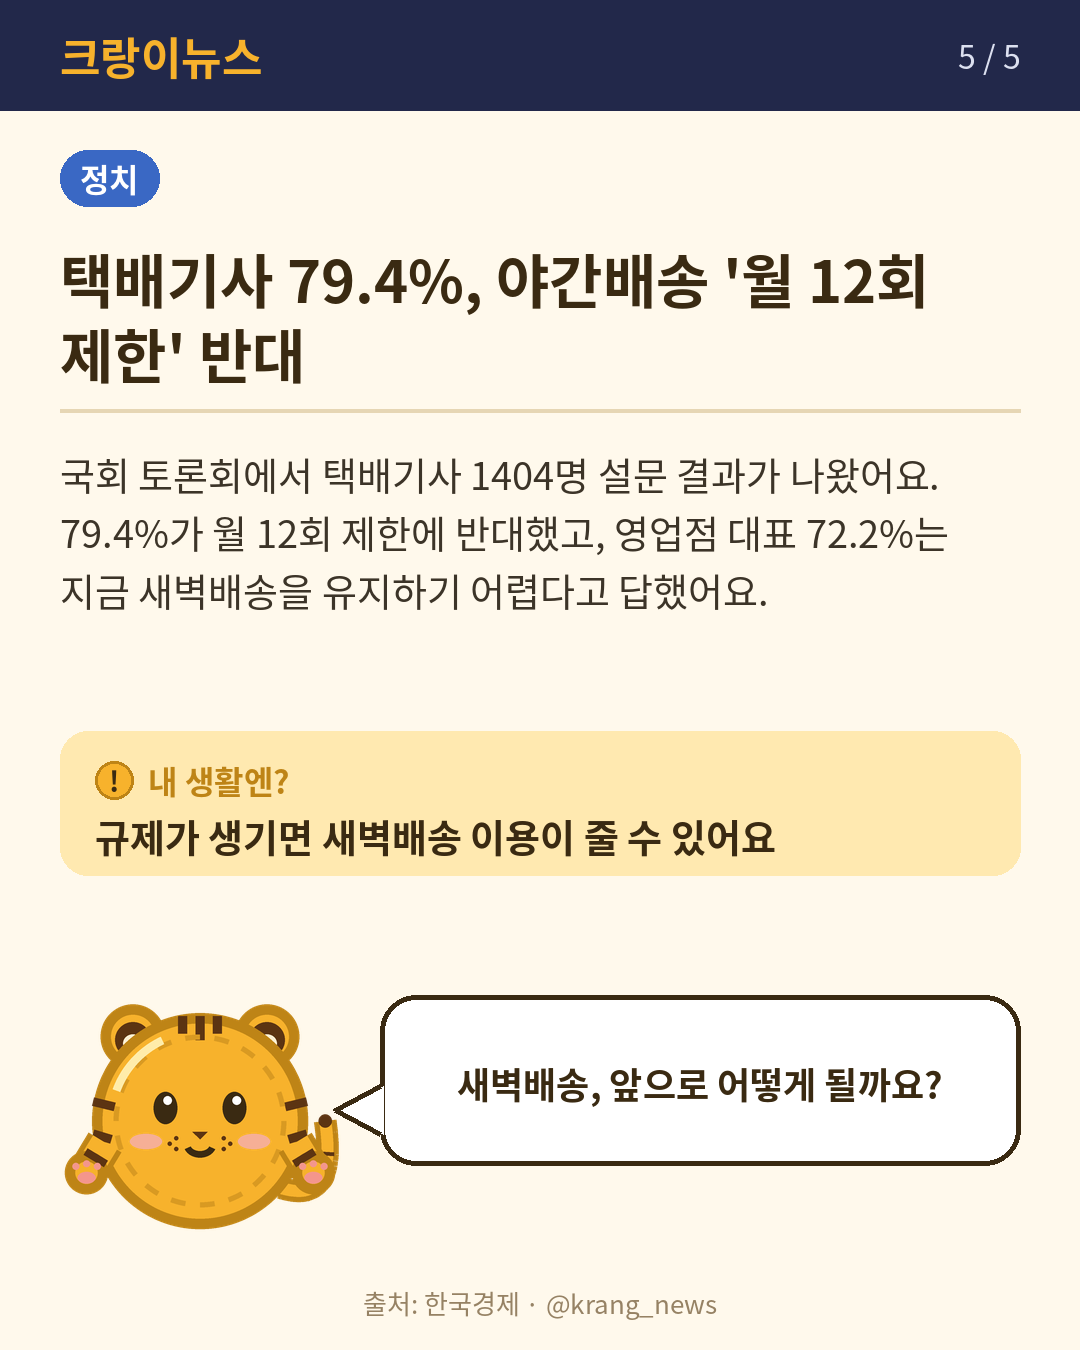 크랑이뉴스
5 / 5
정치
택배기사 79.4%, 야간배송 '월 12회
제한' 반대
국회 토론회에서 택배기사 1404명 설문 결과가 나왔어요.
79.4%가 월 12회 제한에 반대했고, 영업점 대표 72.2%는
지금 새벽배송을 유지하기 어렵다고 답했어요.
! 내 생활엔?
규제가 생기면 새벽배송 이용이 줄 수 있어요
새벽배송, 앞으로 어떻게 될까요?
출처: 한국경제 · @krang_news